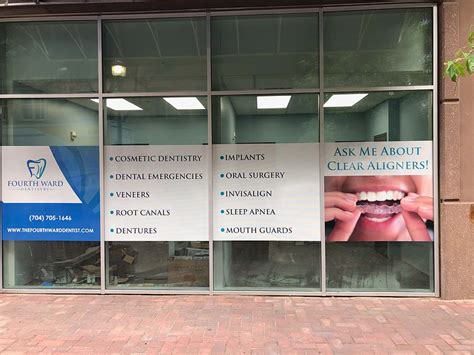 FOURTH WARD
DENTISTRY
(704) 705-1646
WWW.THEFOURTHWARDDENTIST.COM
• COSMETIC DENTISTRY
• DENTAL EMERGENCIES
• VENEERS
• ROOT CANALS
• DENTURES
• IMPLANTS
• ORAL SURGERY
• INVISALIGN
• SLEEP APNEA
• MOUTH GUARDS
ASK ME ABOUT
CLEAR ALIGNERS!